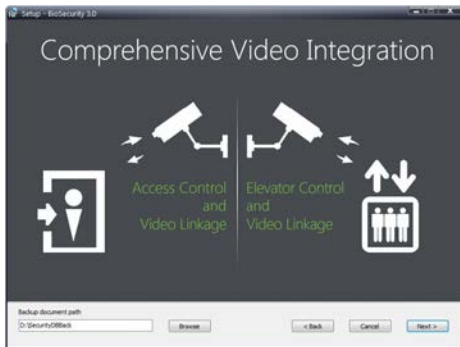 Setup - BioSecurity 3.0
Comprehensive Video Integration
Access Control
and
Video Linkage
Elevator Control
and
Video Linkage
Backup document path
D:\SecurityDBBack
Browse
< Back
Cancel
Next >